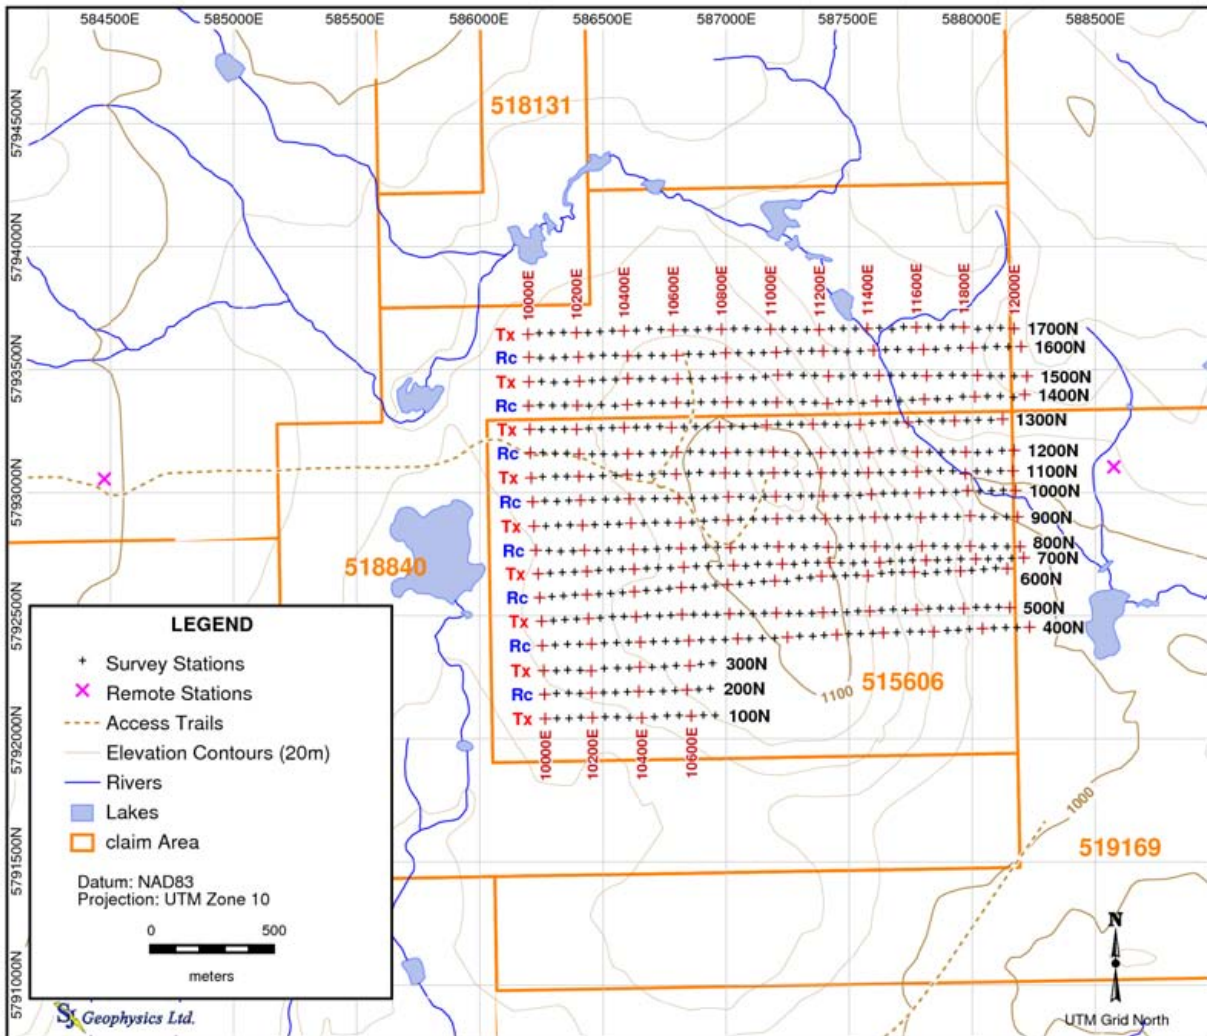 584500E 585000E 585500E 586000E 586500E 587000E 587500E 588000E 588500E
5794500N
5794000N
5793500N
5793000N
5792500N
5792000N
5791500N
5791000N
518131
10000E 10200E 10400E 10600E 10800E 11000E 11200E 11400E 11600E 11800E 12000E
Tx 1700N
Rc 1600N
Tx 1500N
Rc 1400N
Tx 1300N
Rc 1200N
Tx 1100N
Rc 1000N
Tx 900N
Rc 800N
Tx 700N
Rc 600N
Tx 500N
Rc 400N
Tx 300N
Rc 200N
Tx 100N
10000E 10200E 10400E 10600E
518840
515606
1100
1000
519169
LEGEND
Survey Stations
Remote Stations
Access Trails
Elevation Contours (20m)
Rivers
Lakes
claim Area
Datum: NAD83
Projection: UTM Zone 10
0 500
meters
N
UTM Grid North
SJ Geophysics Ltd.